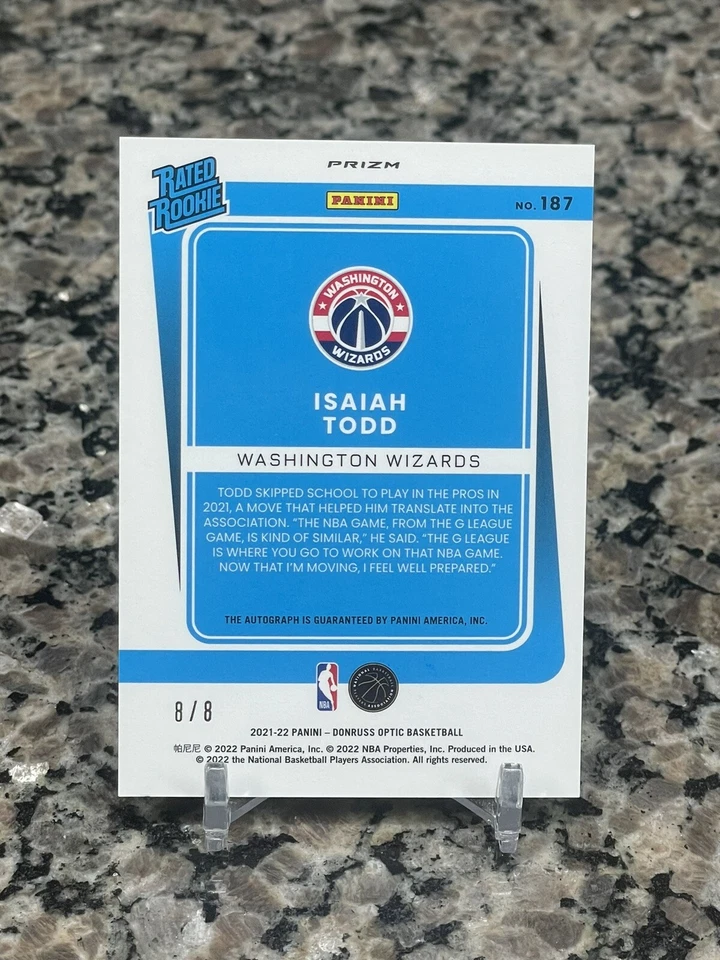 RATED
ROOKIE
PRIZM
PANINI
NO. 187
WASHINGTON
WIZARDS
ISAIAH
TODD
WASHINGTON WIZARDS
TODD SKIPPED SCHOOL TO PLAY IN THE PROS IN
2021, A MOVE THAT HELPED HIM TRANSLATE INTO THE
ASSOCIATION. “THE NBA GAME, FROM THE G LEAGUE
GAME, IS KIND OF SIMILAR,” HE SAID. “THE G LEAGUE
IS WHERE YOU GO TO WORK ON THAT NBA GAME.
NOW THAT I’M MOVING, I FEEL WELL PREPARED.”
THE AUTOGRAPH IS GUARANTEED BY PANINI AMERICA, INC.
NBA
NATIONAL BASKETBALL
PLAYERS ASSOCIATION
8/8
2021-22 PANINI – DONRUSS OPTIC BASKETBALL
帕尼尼 © 2022 Panini America, Inc. © 2022 NBA Properties, Inc. Produced in the USA.
© 2022 the National Basketball Players Association. All rights reserved.